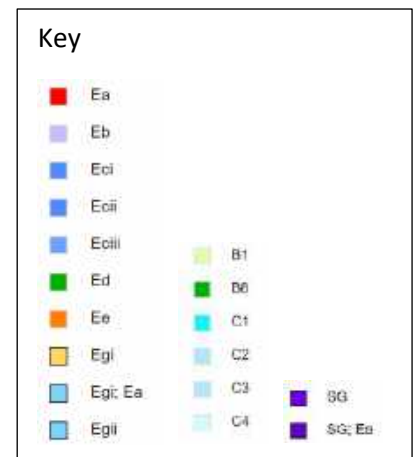 Key
Ea
Eb
Eci
Ecii
Eciii
Ed
Ee
Egi
Egi; Ea
Egii
B1
B8
C1
C2
C3
C4
SG
SG; Ea